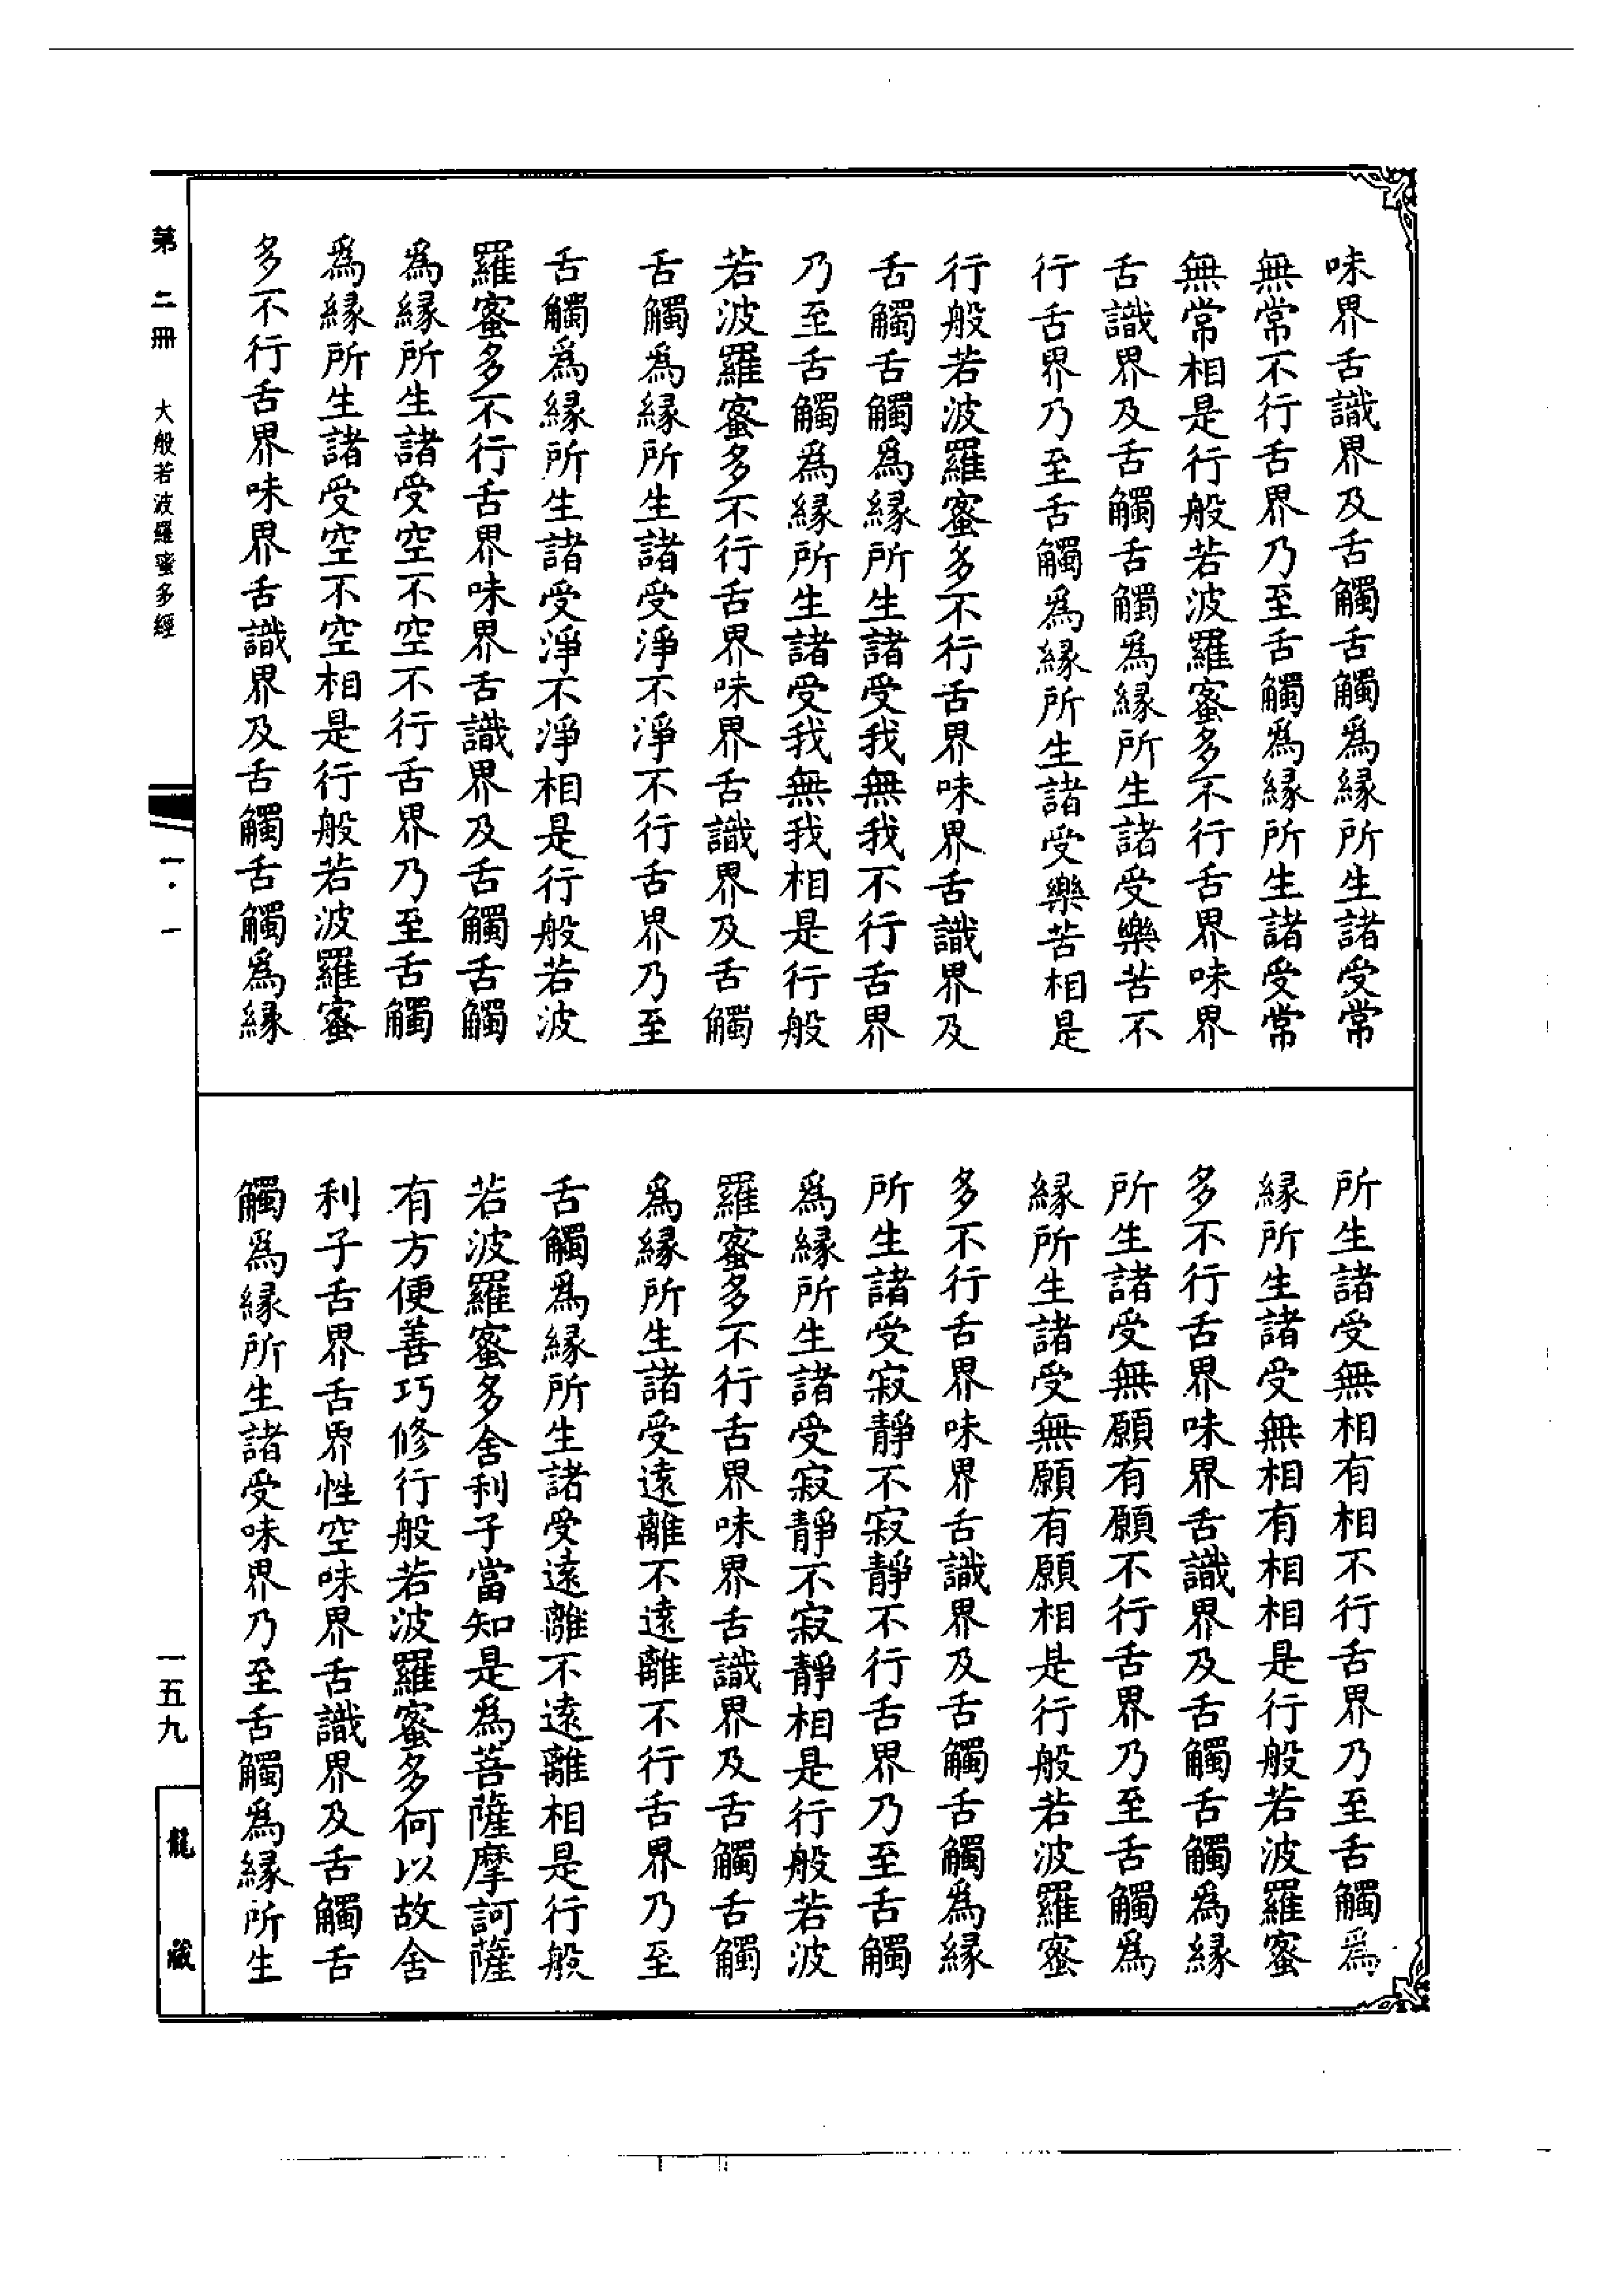 味界舌識界及舌觸舌觸爲緣所生諸受常
無常不行舌界乃至舌觸爲緣所生諸受常
無常相是行般若波羅蜜多不行舌界味界
舌識界及舌觸舌觸爲緣所生諸受樂苦不
行舌界乃至舌觸爲緣所生諸受樂苦相是
行般若波羅蜜多不行舌界味界舌識界及
舌觸舌觸爲緣所生諸受我無我不行舌界
乃至舌觸爲緣所生諸受我無我相是行般
若波羅蜜多不行舌界味界舌識界及舌觸
舌觸爲緣所生諸受淨不淨不行舌界乃至
舌觸爲緣所生諸受淨不淨相是行般若波
羅蜜多不行舌界味界舌識界及舌觸舌觸
爲緣所生諸受空不空不行舌界乃至舌觸
爲緣所生諸受空不空相是行般若波羅蜜
多不行舌界味界舌識界及舌觸舌觸爲緣
所生諸受無相有相不行舌界乃至舌觸爲
緣所生諸受無相有相相是行般若波羅蜜
多不行舌界味界舌識界及舌觸舌觸爲緣
所生諸受無願有願不行舌界乃至舌觸爲
緣所生諸受無願有願相是行般若波羅蜜
多不行舌界味界舌識界及舌觸舌觸爲緣
所生諸受寂靜不寂靜不行舌界乃至舌觸
爲緣所生諸受寂靜不寂靜相是行般若波
羅蜜多不行舌界味界舌識界及舌觸舌觸
爲緣所生諸受遠離不遠離不行舌界乃至
舌觸爲緣所生諸受遠離不遠離相是行般
若波羅蜜多舍利子當知是爲菩薩摩訶薩
有方便善巧修行般若波羅蜜多何以故舍
利子舌界舌界性空味界舌識界及舌觸舌
觸爲緣所生諸受味界乃至舌觸爲緣所生
第二冊 大般若波羅蜜多經
一·一
一五九
龍藏